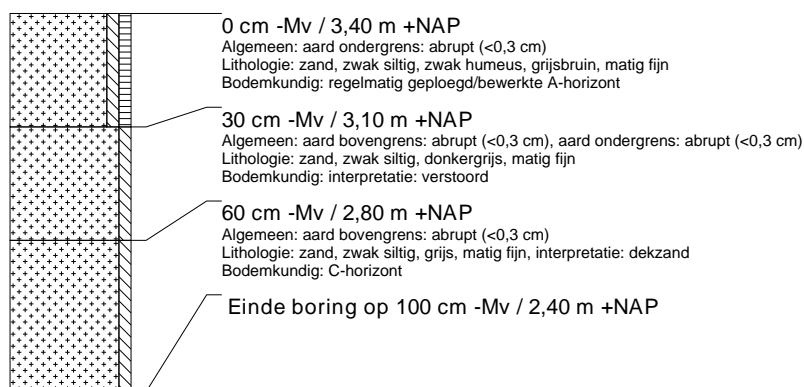 0 cm -Mv / 3,40 m +NAP
Algemeen: aard ondergrens: abrupt (<0,3 cm)
Lithologie: zand, zwak siltig, zwak humeus, grijsbruin, matig fijn
Bodemkundig: regelmatig geploegd/bewerkte A-horizont
30 cm -Mv / 3,10 m +NAP
Algemeen: aard bovengrens: abrupt (<0,3 cm), aard ondergrens: abrupt (<0,3 cm)
Lithologie: zand, zwak siltig, donkergrijs, matig fijn
Bodemkundig: interpretatie: verstoord
60 cm -Mv / 2,80 m +NAP
Algemeen: aard bovengrens: abrupt (<0,3 cm)
Lithologie: zand, zwak siltig, grijs, matig fijn, interpretatie: dekzand
Bodemkundig: C-horizont
Einde boring op 100 cm -Mv / 2,40 m +NAP